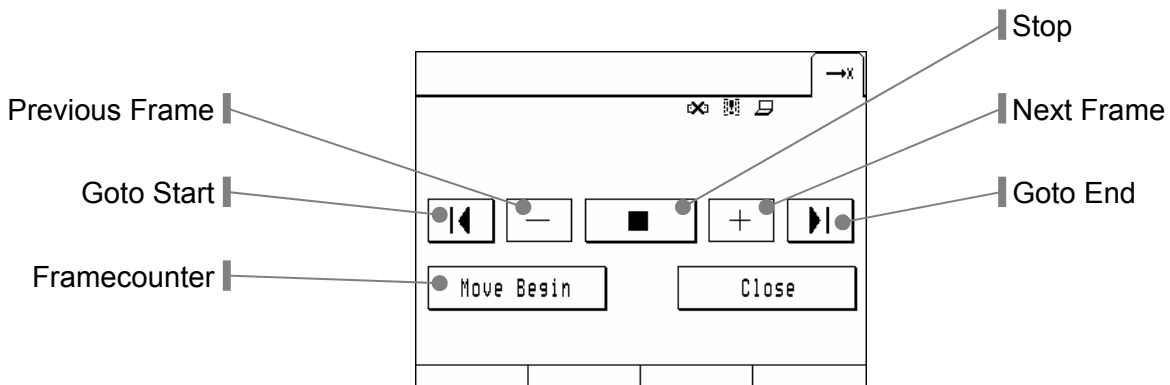 Stop
→X
Previous Frame
Next Frame
Goto Start
Goto End
Framecounter
Move Begin
Close